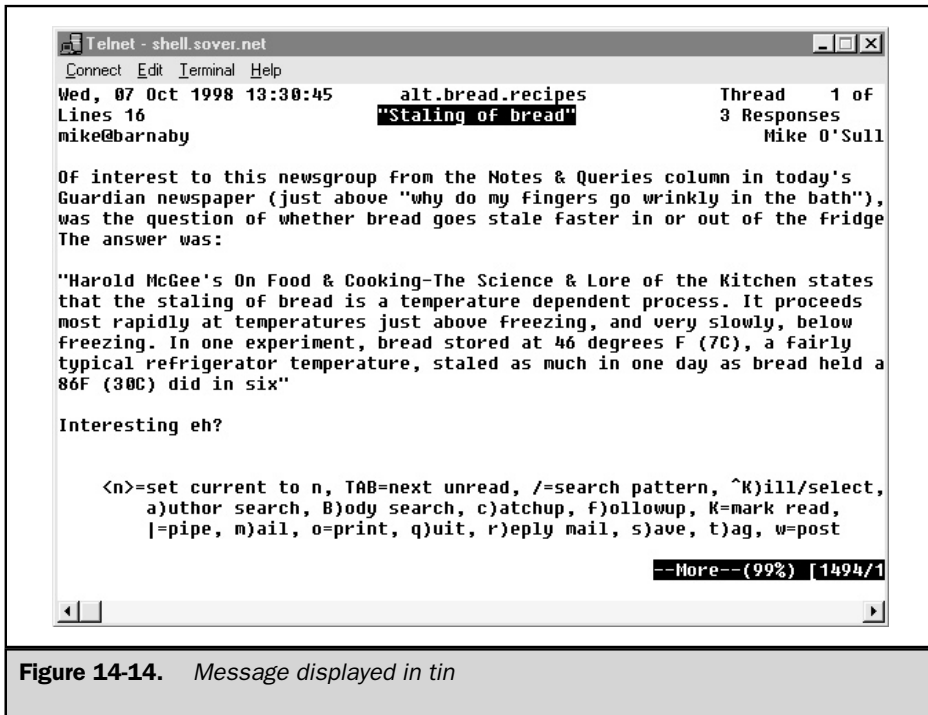 Telnet - shell.sover.net
Connect Edit Terminal Help
Wed, 07 Oct 1998 13:30:45 alt.bread.recipes Thread 1 of
Lines 16 "Staling of bread" 3 Responses
mike@barnaby Mike O'Sull
Of interest to this newsgroup from the Notes & Queries column in today's
Guardian newspaper (just above "why do my fingers go wrinkly in the bath"),
was the question of whether bread goes stale faster in or out of the fridge
The answer was:
"Harold McGee's On Food & Cooking-The Science & Lore of the Kitchen states
that the staling of bread is a temperature dependent process. It proceeds
most rapidly at temperatures just above freezing, and very slowly, below
freezing. In one experiment, bread stored at 46 degrees F (7C), a fairly
typical refrigerator temperature, staled as much in one day as bread held a
86F (30C) did in six"
Interesting eh?
<n>=set current to n, TAB=next unread, /=search pattern, ^K)ill/select,
a)uthor search, B)ody search, c)atchup, f)ollowup, K=mark read,
|=pipe, m)ail, o=print, q)uit, r)eply mail, s)ave, t)ag, w=post
--More--(99%) [1494/1
Figure 14-14. Message displayed in tin